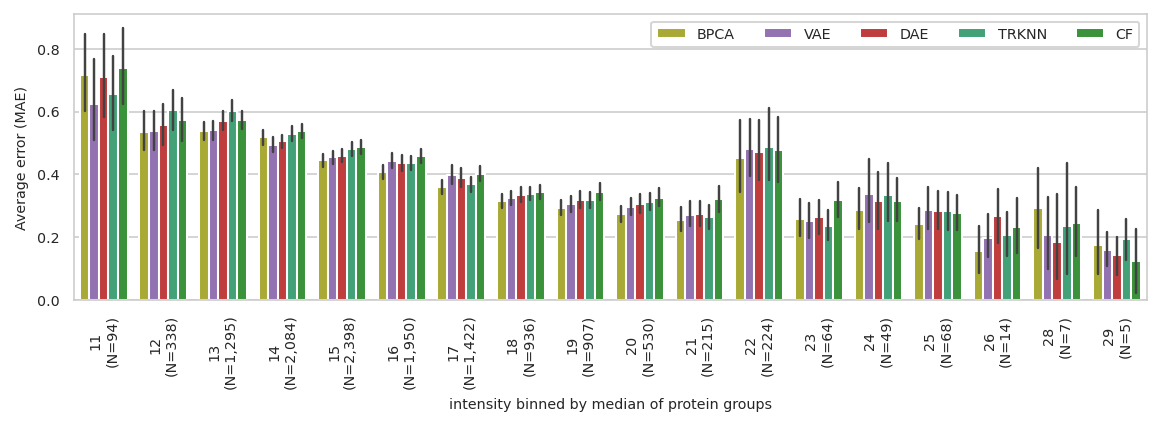 BPCA VAE DAE TRKNN CF
Average error (MAE)
0.8
0.6
0.4
0.2
0.0
11
(N=94)
12
(N=338)
13
(N=1,295)
14
(N=2,084)
15
(N=2,398)
16
(N=1,950)
17
(N=1,422)
18
(N=936)
19
(N=907)
20
(N=530)
21
(N=215)
22
(N=224)
23
(N=64)
24
(N=49)
25
(N=68)
26
(N=14)
28
(N=7)
29
(N=5)
intensity binned by median of protein groups